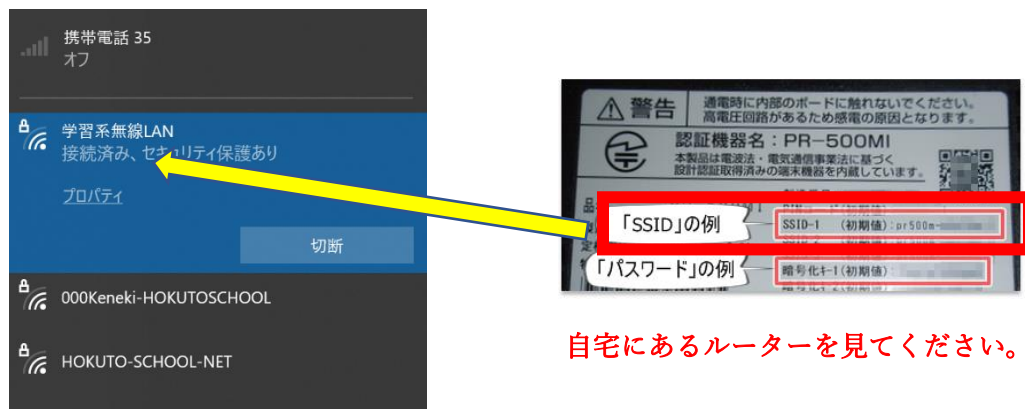 携帯電話 35
オフ
学習系無線LAN
接続済み、セキュリティ保護あり
プロパティ
切断
000Keneki-HOKUTOSCHOOL
HOKUTO-SCHOOL-NET
警告
通電時に内部のボードに触れないでください。
高電圧回路があるため感電の原因となります。
認証機器名：PR-500MI
本製品は電波法・電気通信事業法に基づく
設計認証取得済みの端末機器を内蔵しています。
「SSID」の例
SSID-1 (初期値):pr500m-
「パスワード」の例
暗号化キー1(初期値):
自宅にあるルーターを見てください。